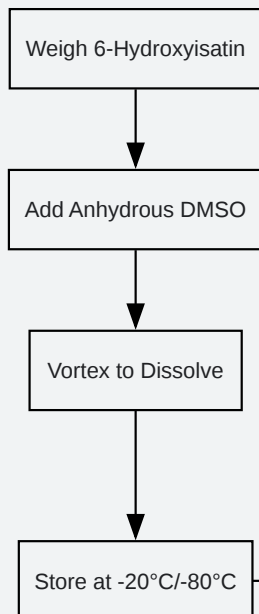 Weigh 6-Hydroxyisatin
Add Anhydrous DMSO
Vortex to Dissolve
Store at -20°C/-80°C